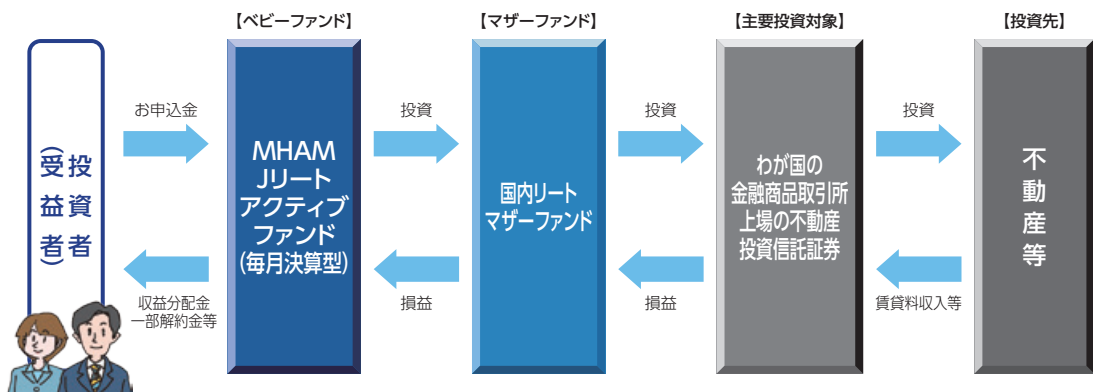 【ベビーファンド】
【マザーファンド】
【主要投資対象】
【投資先】
投資者
(受益者)
お申込金
収益分配金
一部解約金等
MHAM
Jリート
アクティブ
ファンド
(毎月決算型)
投資
損益
国内リート
マザーファンド
投資
損益
わが国の
金融商品取引所
上場の不動産
投資信託証券
投資
賃貸料収入等
不動産等